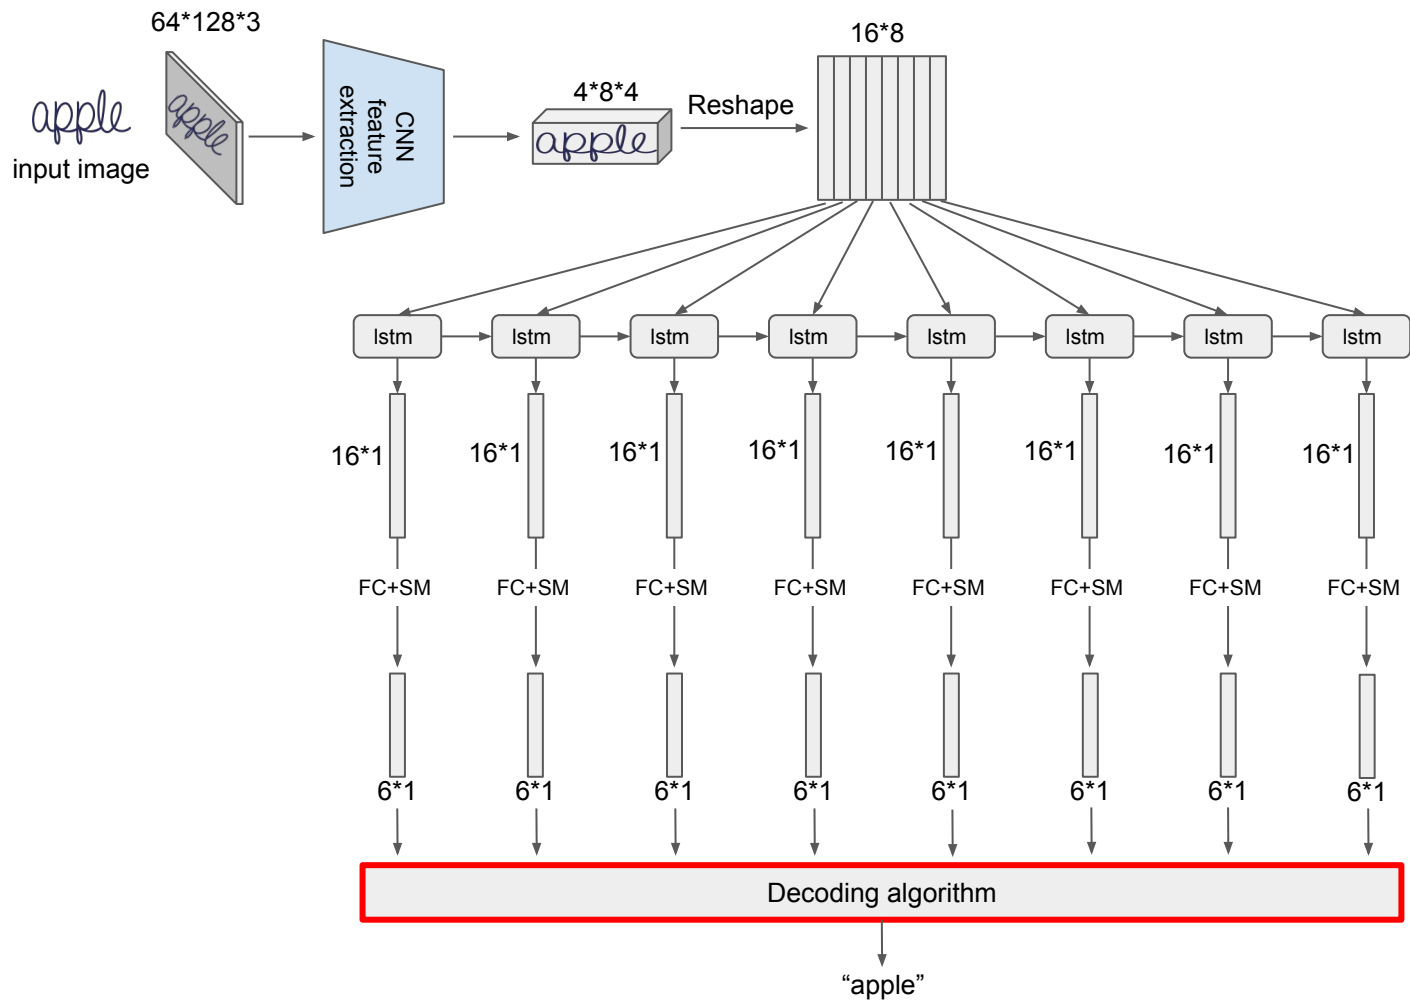 64*128*3
16*8
apple
apple
CNN
feature
extraction
4*8*4
apple
Reshape
input image
lstm lstm lstm lstm lstm lstm lstm lstm
16*1 16*1 16*1 16*1 16*1 16*1 16*1 16*1
FC+SM FC+SM FC+SM FC+SM FC+SM FC+SM FC+SM FC+SM
6*1 6*1 6*1 6*1 6*1 6*1 6*1 6*1
Decoding algorithm
“apple”